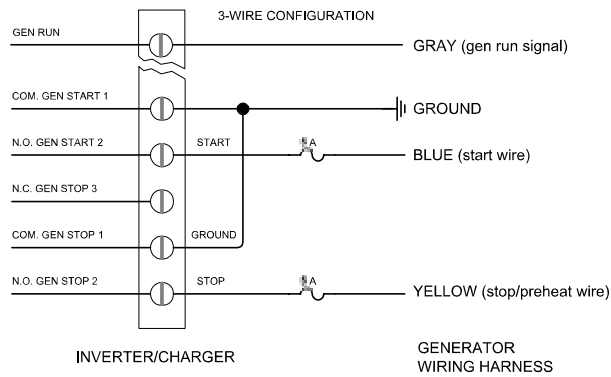 3-WIRE CONFIGURATION
GEN RUN
GRAY (gen run signal)
COM. GEN START 1
GROUND
N.O. GEN START 2
START
A
BLUE (start wire)
N.C. GEN STOP 3
COM. GEN STOP 1
GROUND
N.O. GEN STOP 2
STOP
A
YELLOW (stop/preheat wire)
INVERTER/CHARGER
GENERATOR
WIRING HARNESS